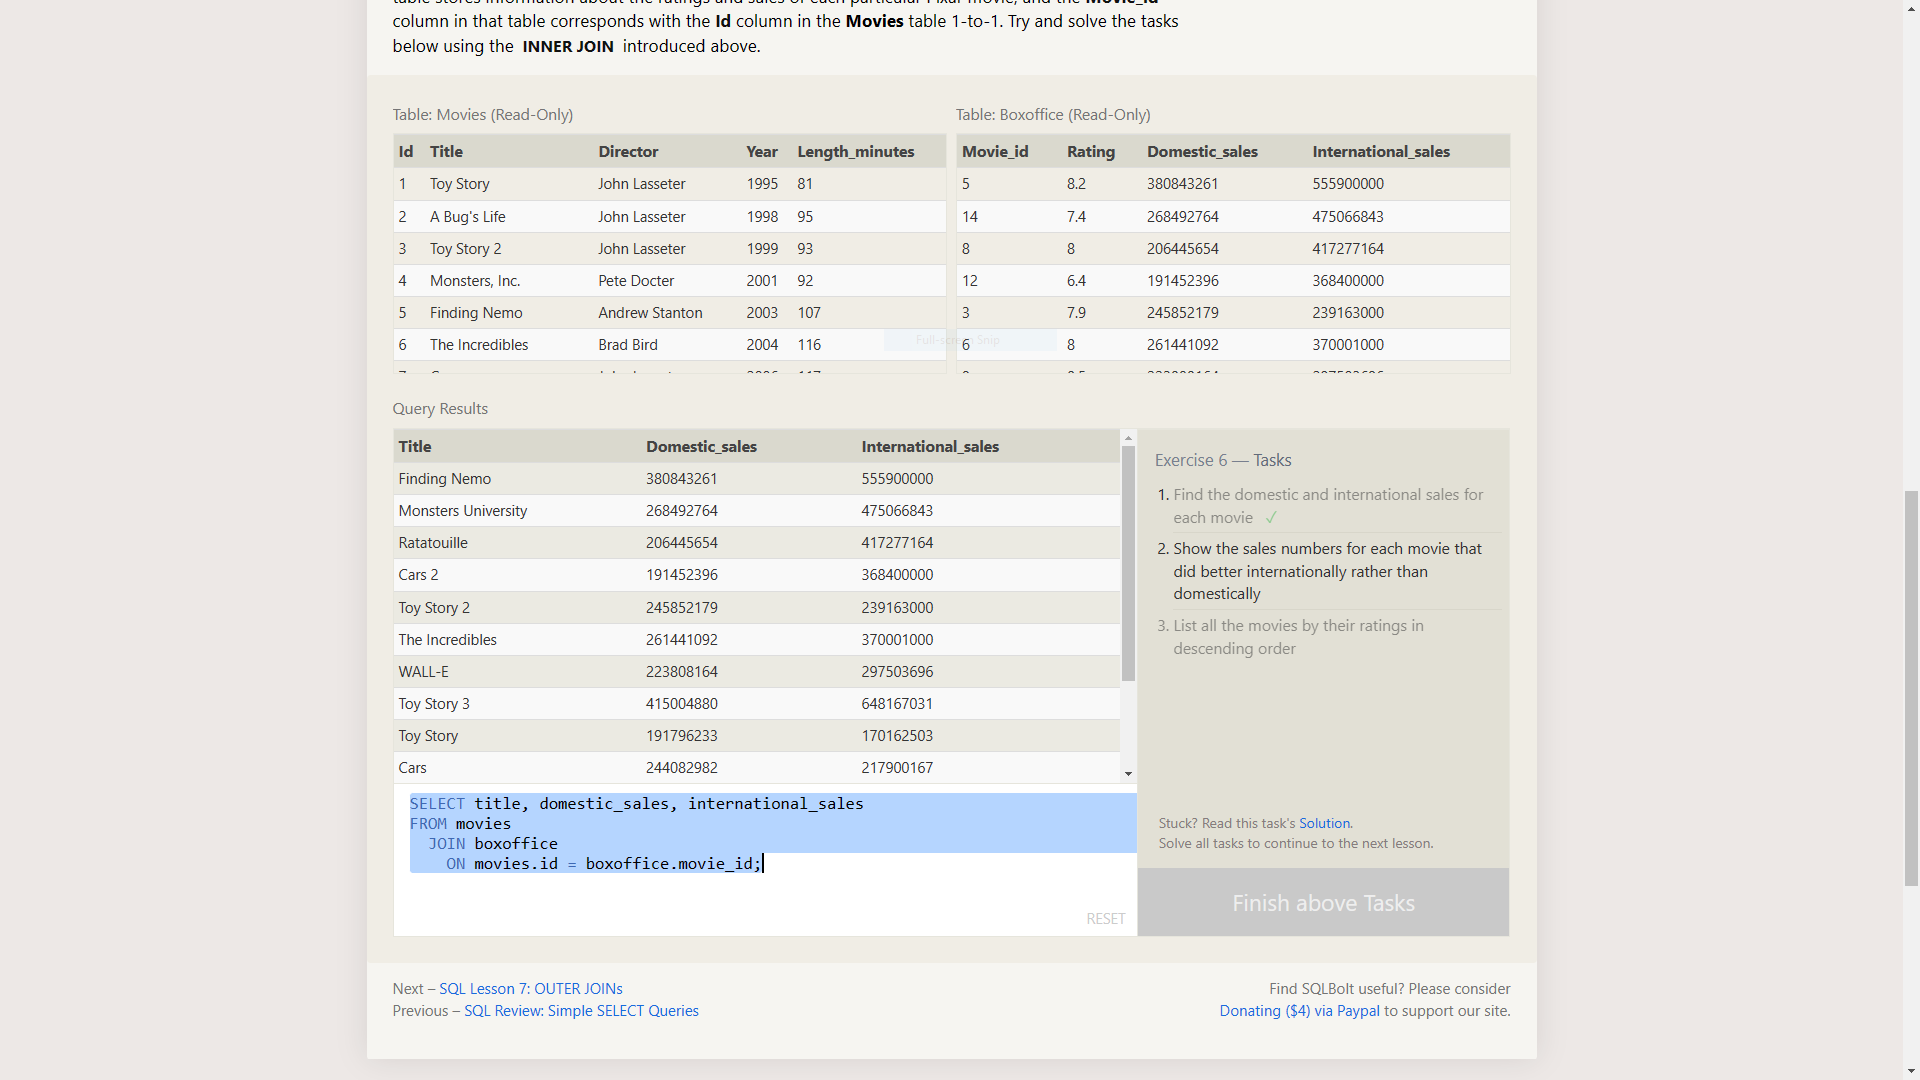 column in that table corresponds with the Id column in the Movies table 1-to-1. Try and solve the tasks
below using the INNER JOIN introduced above.
Table: Movies (Read-Only)
Id Title Director Year Length_minutes
1 Toy Story John Lasseter 1995 81
2 A Bug's Life John Lasseter 1998 95
3 Toy Story 2 John Lasseter 1999 93
4 Monsters, Inc. Pete Docter 2001 92
5 Finding Nemo Andrew Stanton 2003 107
6 The Incredibles Brad Bird 2004 116
Table: Boxoffice (Read-Only)
Movie_id Rating Domestic_sales International_sales
5 8.2 380843261 555900000
14 7.4 268492764 475066843
8 8 206445654 417277164
12 6.4 191452396 368400000
3 7.9 245852179 239163000
6 8 261441092 370001000
Full-screen Snip
Query Results
Title Domestic_sales International_sales
Finding Nemo 380843261 555900000
Monsters University 268492764 475066843
Ratatouille 206445654 417277164
Cars 2 191452396 368400000
Toy Story 2 245852179 239163000
The Incredibles 261441092 370001000
WALL-E 223808164 297503696
Toy Story 3 415004880 648167031
Toy Story 191796233 170162503
Cars 244082982 217900167
SELECT title, domestic_sales, international_sales
FROM movies
JOIN boxoffice
ON movies.id = boxoffice.movie_id;
RESET
Exercise 6 — Tasks
1. Find the domestic and international sales for
each movie ✓
2. Show the sales numbers for each movie that
did better internationally rather than
domestically
3. List all the movies by their ratings in
descending order
Stuck? Read this task's Solution.
Solve all tasks to continue to the next lesson.
Finish above Tasks
Next – SQL Lesson 7: OUTER JOINs
Previous – SQL Review: Simple SELECT Queries
Find SQLBolt useful? Please consider
Donating ($4) via Paypal to support our site.